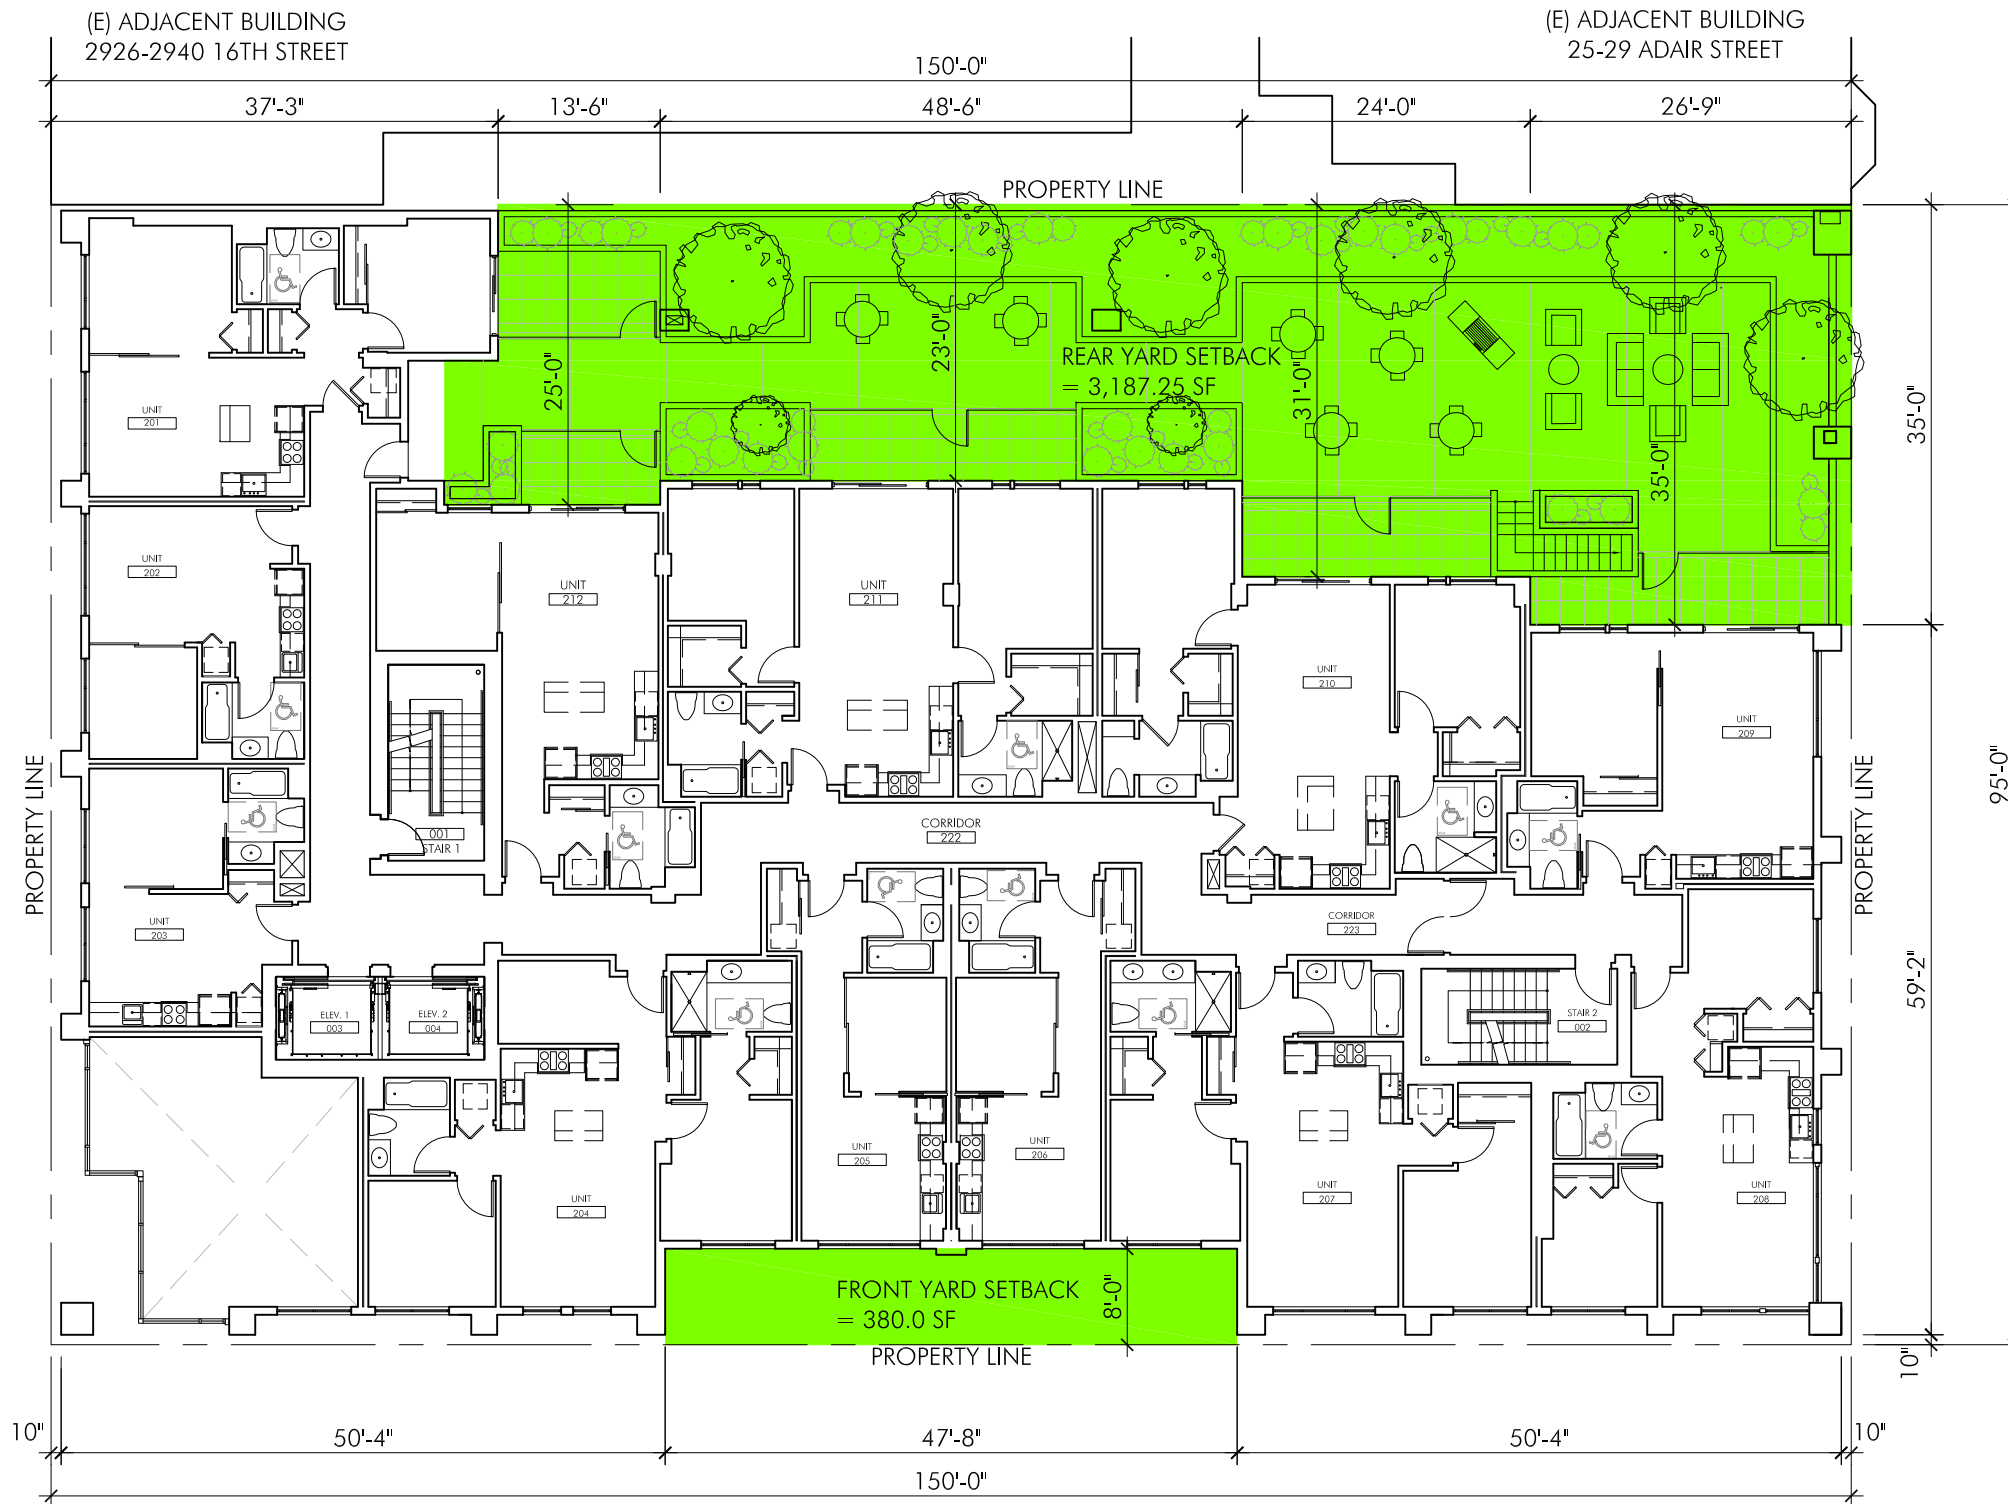 (E) ADJACENT BUILDING
2926-2940 16TH STREET
(E) ADJACENT BUILDING
25-29 ADAIR STREET
150'-0"
37'-3"
13'-6"
48'-6"
24'-0"
26'-9"
PROPERTY LINE
25'-0"
23'-0"
REAR YARD SETBACK
= 3,187.25 SF
31'-0"
35'-0"
35'-0"
UNIT
201
UNIT
202
UNIT
212
UNIT
211
UNIT
210
UNIT
209
PROPERTY LINE
PROPERTY LINE
95'-0"
001
STAIR 1
CORRIDOR
222
UNIT
203
CORRIDOR
223
59'-2"
ELEV. 1
003
ELEV. 2
004
STAIR 2
002
UNIT
204
UNIT
205
UNIT
206
UNIT
207
UNIT
208
FRONT YARD SETBACK
= 380.0 SF
8'-0"
PROPERTY LINE
10"
10"
50'-4"
47'-8"
50'-4"
10"
150'-0"